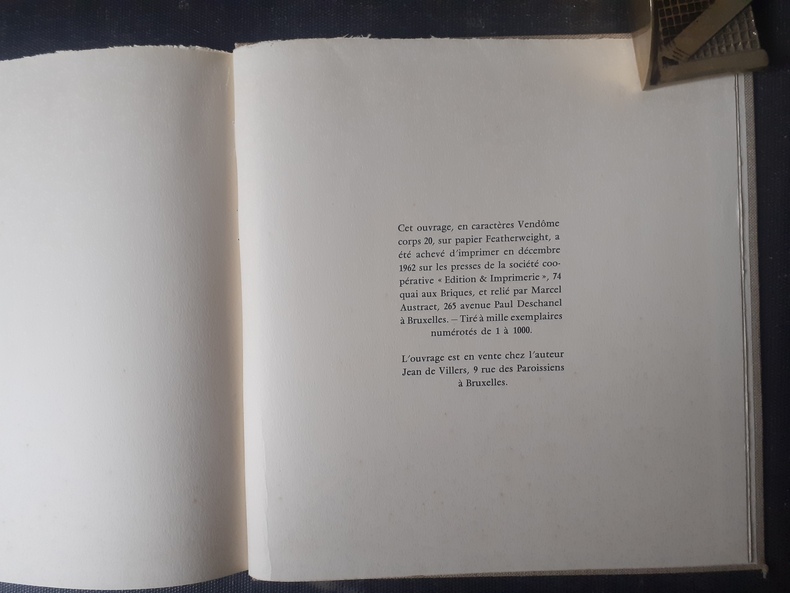 Cet ouvrage, en caractères Vendôme
corps 20, sur papier Featherweight, a
été achevé d'imprimer en décembre
1962 sur les presses de la société coo-
pérative « Edition & Imprimerie », 74
quai aux Briques, et relié par Marcel
Austraet, 265 avenue Paul Deschanel
à Bruxelles. – Tiré à mille exemplaires
numérotés de 1 à 1000.
L'ouvrage est en vente chez l'auteur
Jean de Villers, 9 rue des Paroissiens
à Bruxelles.